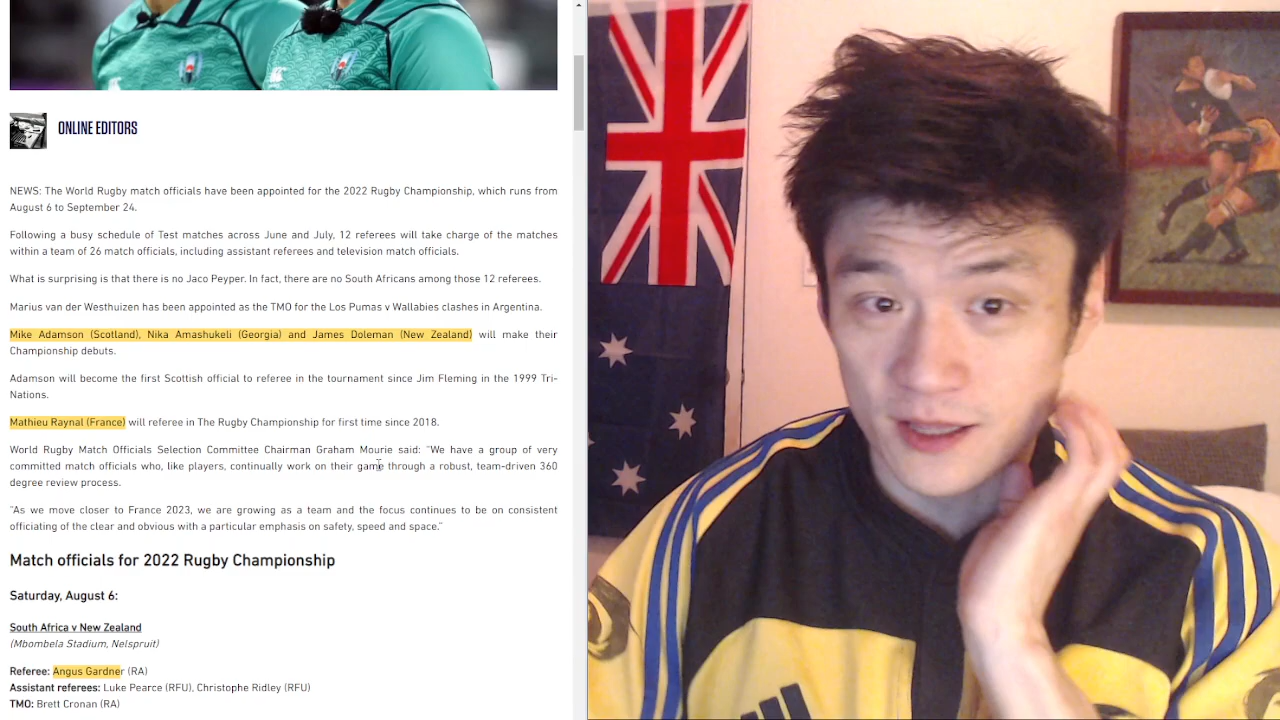 ONLINE EDITORS
NEWS: The World Rugby match officials have been appointed for the 2022 Rugby Championship, which runs from
August 6 to September 24.
Following a busy schedule of Test matches across June and July, 12 referees will take charge of the matches
within a team of 26 match officials, including assistant referees and television match officials.
What is surprising is that there is no Jaco Peyper. In fact, there are no South Africans among those 12 referees.
Marius van der Westhuizen has been appointed as the TMO for the Los Pumas v Wallabies clashes in Argentina.
Mike Adamson (Scotland), Nika Amashukeli (Georgia) and James Doleman (New Zealand) will make their
Championship debuts.
Adamson will become the first Scottish official to referee in the tournament since Jim Fleming in the 1999 Tri-
Nations.
Mathieu Raynal (France) will referee in The Rugby Championship for first time since 2018.
World Rugby Match Officials Selection Committee Chairman Graham Mourie said: "We have a group of very
committed match officials who, like players, continually work on their game through a robust, team-driven 360
degree review process.
"As we move closer to France 2023, we are growing as a team and the focus continues to be on consistent
officiating of the clear and obvious with a particular emphasis on safety, speed and space."
Match officials for 2022 Rugby Championship
Saturday, August 6:
South Africa v New Zealand
(Mbombela Stadium, Nelspruit)
Referee: Angus Gardner (RA)
Assistant referees: Luke Pearce (RFU), Christophe Ridley (RFU)
TMO: Brett Cronan (RA)